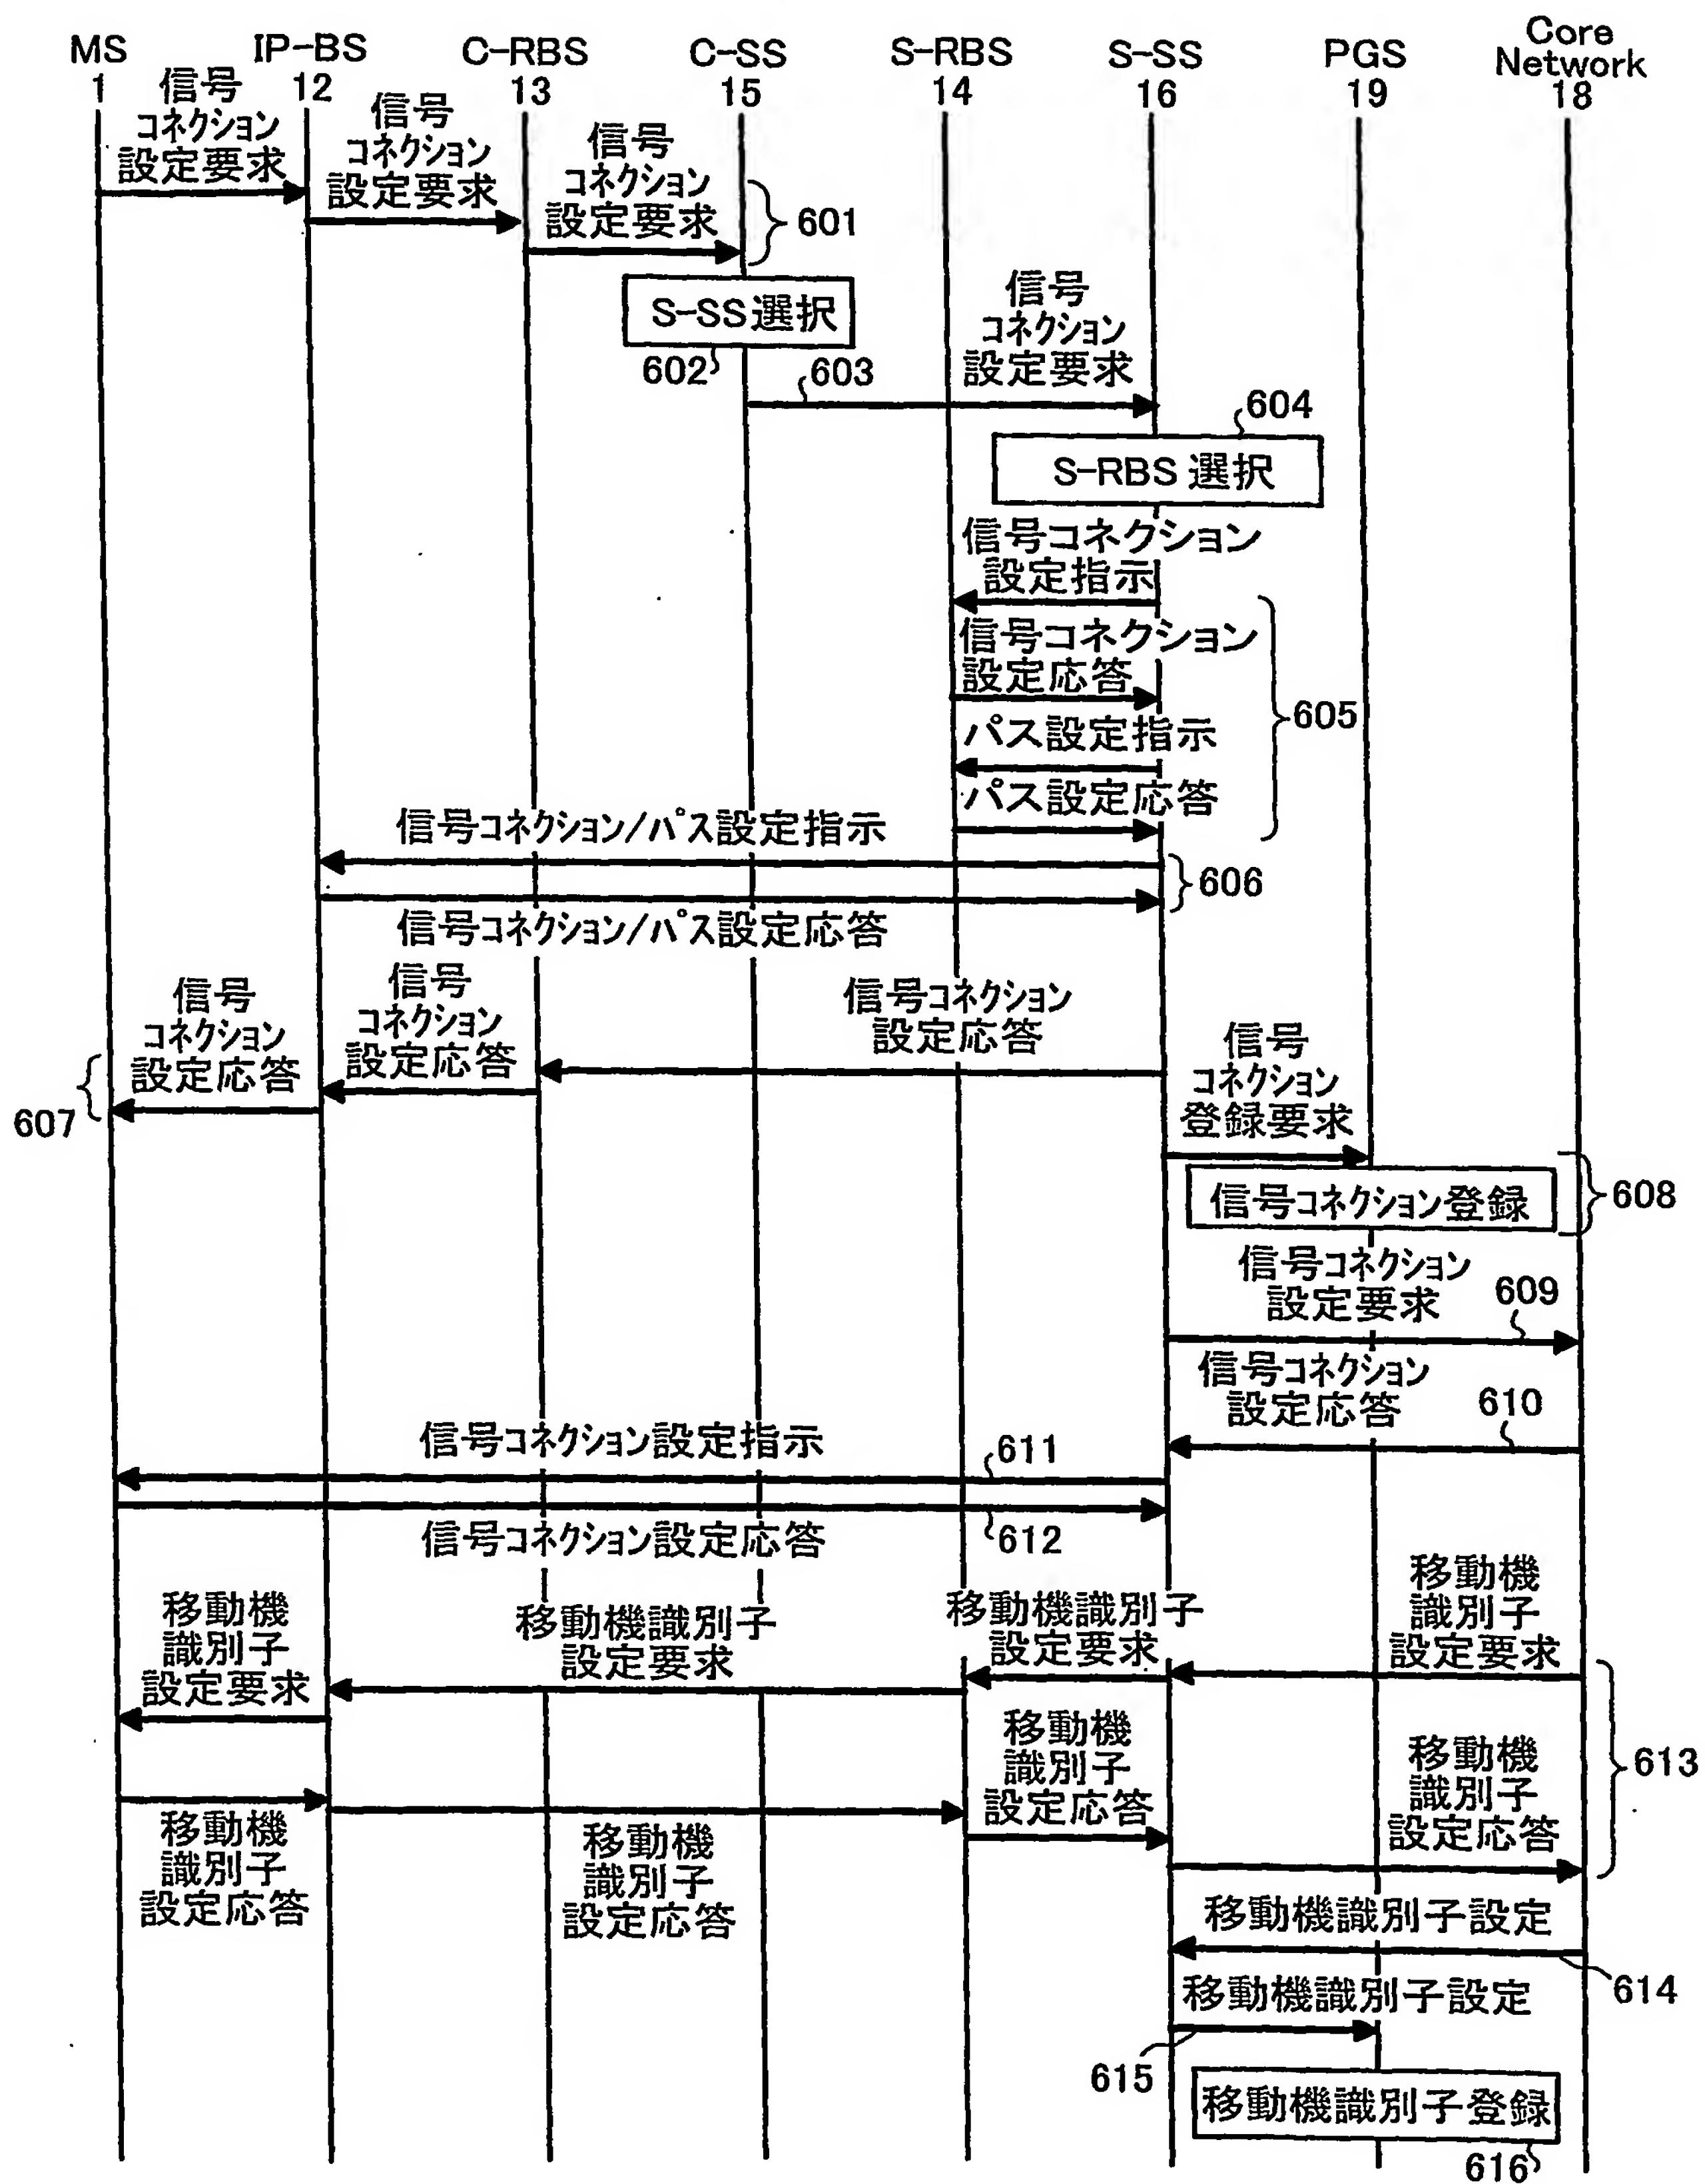 MS
1
IP-BS
12
C-RBS
13
C-SS
15
S-RBS
14
S-SS
16
PGS
19
Core
Network
18
信号
コネクション
設定要求
信号
コネクション
設定要求
信号
コネクション
設定要求
601
S-SS選択
602
603
信号
コネクション
設定要求
604
S-RBS 選択
信号コネクション
設定指示
信号コネクション
設定応答
パス設定指示
パス設定応答
605
信号コネクション/パス設定指示
606
信号コネクション/パス設定応答
信号
コネクション
設定応答
607
信号
コネクション
設定応答
信号コネクション
設定応答
信号
コネクション
登録要求
信号コネクション登録
608
信号コネクション
設定要求
609
信号コネクション
設定応答
610
信号コネクション設定指示
611
信号コネクション設定応答
612
移動機
識別子
設定要求
移動機識別子
設定要求
移動機識別子
設定要求
移動機
識別子
設定要求
移動機
識別子
設定応答
移動機
識別子
設定応答
613
移動機
識別子
設定応答
移動機
識別子
設定応答
移動機識別子設定
614
移動機識別子設定
615
移動機識別子登録
616